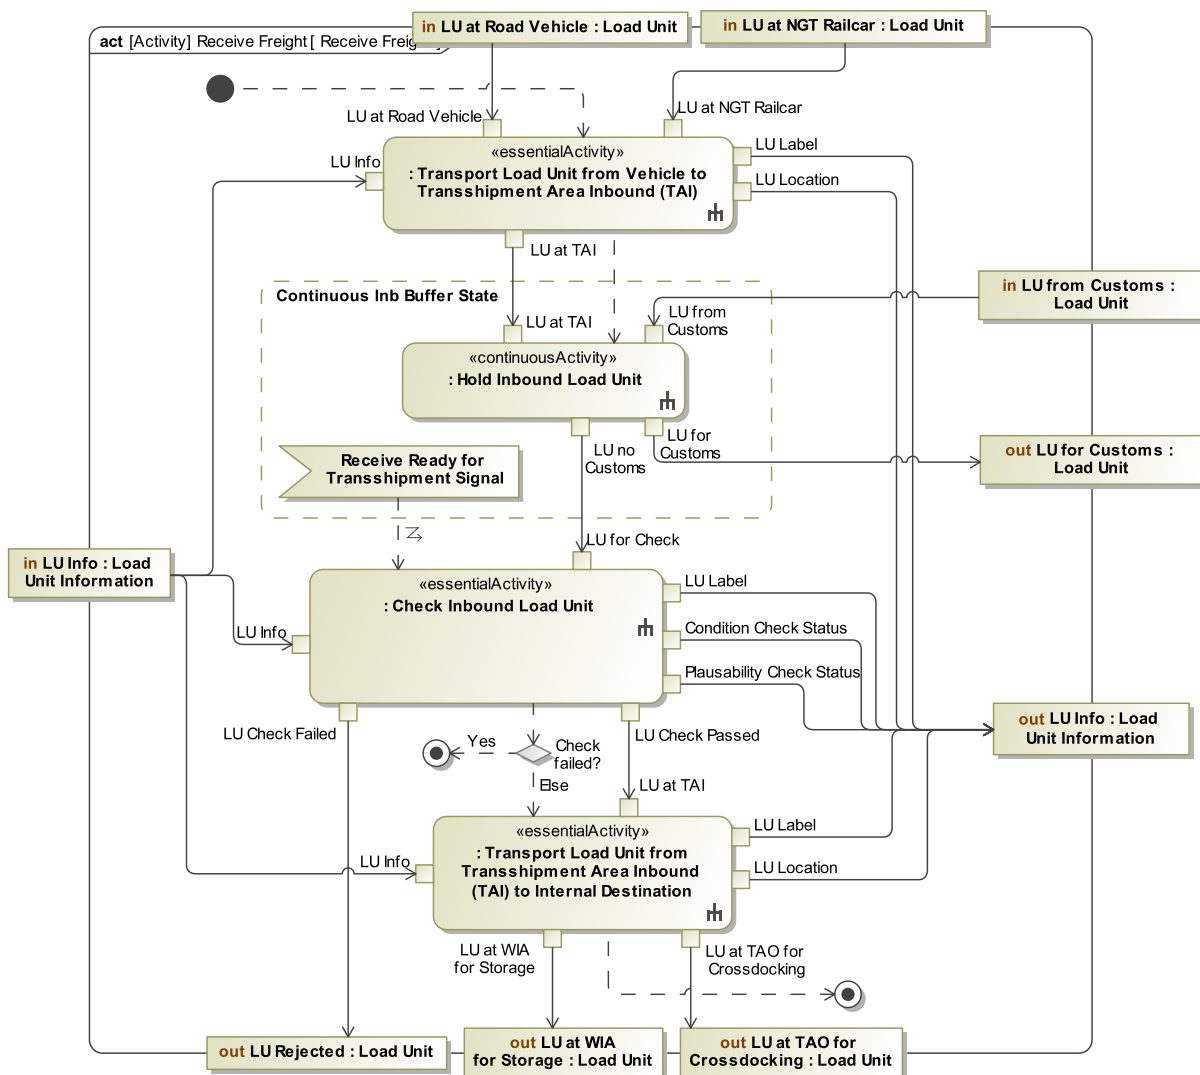 in LU at Road Vehicle : Load Unit
in LU at NGT Railcar : Load Unit
act [Activity] Receive Freight [ Receive Freig
LU at Road Vehicle
LU at NGT Railcar
«essentialActivity»
: Transport Load Unit from Vehicle to
Transshipment Area Inbound (TAI)
LU Info
LU Label
LU Location
LU at TAI
Continuous Inb Buffer State
LU at TAI
LU from
Customs
in LU from Customs :
Load Unit
«continuousActivity»
: Hold Inbound Load Unit
LU no
Customs
LU for
Customs
out LU for Customs :
Load Unit
Receive Ready for
Transshipment Signal
LU for Check
in LU Info : Load
Unit Information
«essentialActivity»
: Check Inbound Load Unit
LU Info
LU Label
Condition Check Status
Plausability Check Status
out LU Info : Load
Unit Information
LU Check Failed
Yes
Check
failed?
Else
LU Check Passed
LU at TAI
«essentialActivity»
: Transport Load Unit from
Transshipment Area Inbound
(TAI) to Internal Destination
LU Info
LU Label
LU Location
LU at WIA
for Storage
LU at TAO for
Crossdocking
out LU Rejected : Load Unit
out LU at WIA
for Storage : Load Unit
out LU at TAO for
Crossdocking : Load Unit